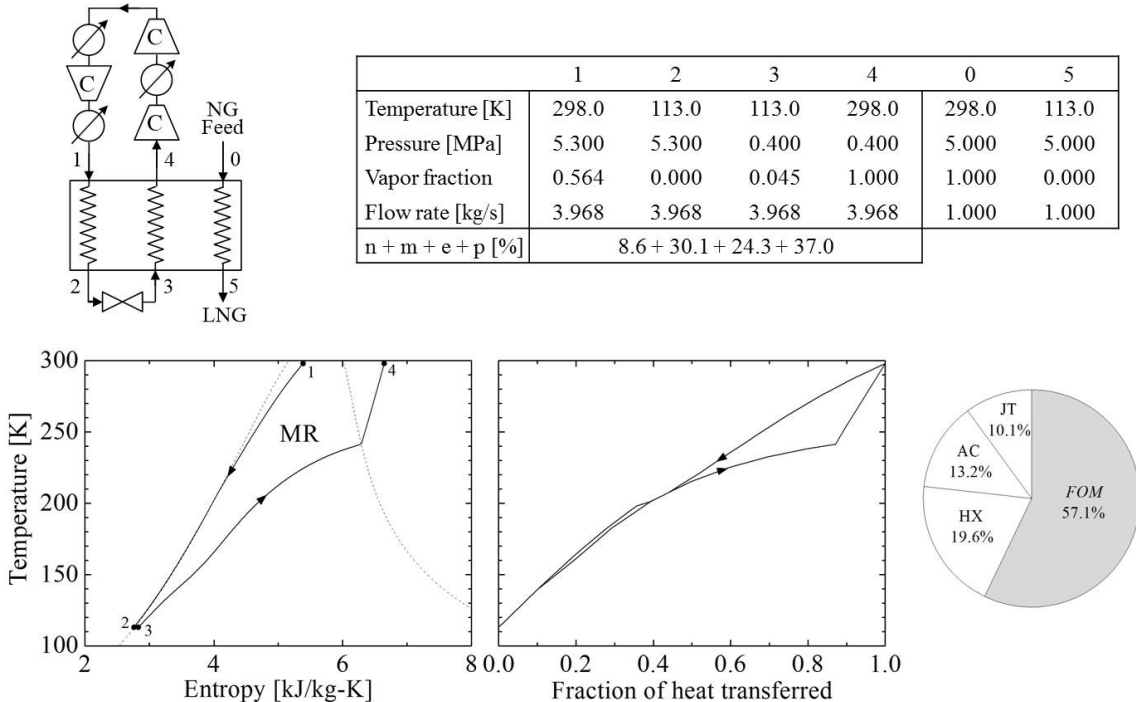 C
C
C
C
NG
Feed
1
4
0
2
3
5
LNG
1 2 3 4 0 5
Temperature [K] 298.0 113.0 113.0 298.0 298.0 113.0
Pressure [MPa] 5.300 5.300 0.400 0.400 5.000 5.000
Vapor fraction 0.564 0.000 0.045 1.000 1.000 0.000
Flow rate [kg/s] 3.968 3.968 3.968 3.968 1.000 1.000
n + m + e + p [%] 8.6 + 30.1 + 24.3 + 37.0
Temperature [K]
300
250
200
150
100
1
4
MR
2
3
2 4 6 8
Entropy [kJ/kg-K]
0.0 0.2 0.4 0.6 0.8 1.0
Fraction of heat transferred
JT
10.1%
AC
13.2%
HX
19.6%
FOM
57.1%